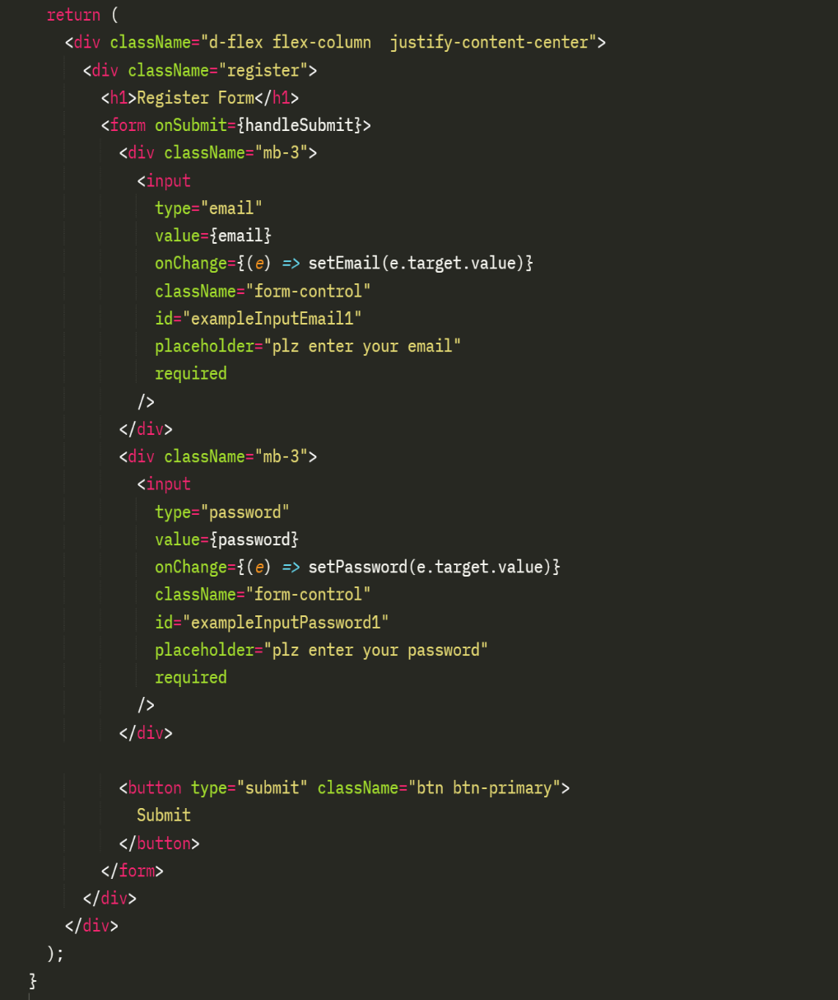 return (
<div className="d-flex flex-column  justify-content-center">
<div className="register">
<h1>Register Form</h1>
<form onSubmit={handleSubmit}>
<div className="mb-3">
<input
type="email"
value={email}
onChange={(e) => setEmail(e.target.value)}
className="form-control"
id="exampleInputEmail1"
placeholder="plz enter your email"
required
/>
</div>
<div className="mb-3">
<input
type="password"
value={password}
onChange={(e) => setPassword(e.target.value)}
className="form-control"
id="exampleInputPassword1"
placeholder="plz enter your password"
required
/>
</div>
<button type="submit" className="btn btn-primary">
Submit
</button>
</form>
</div>
</div>
);
}